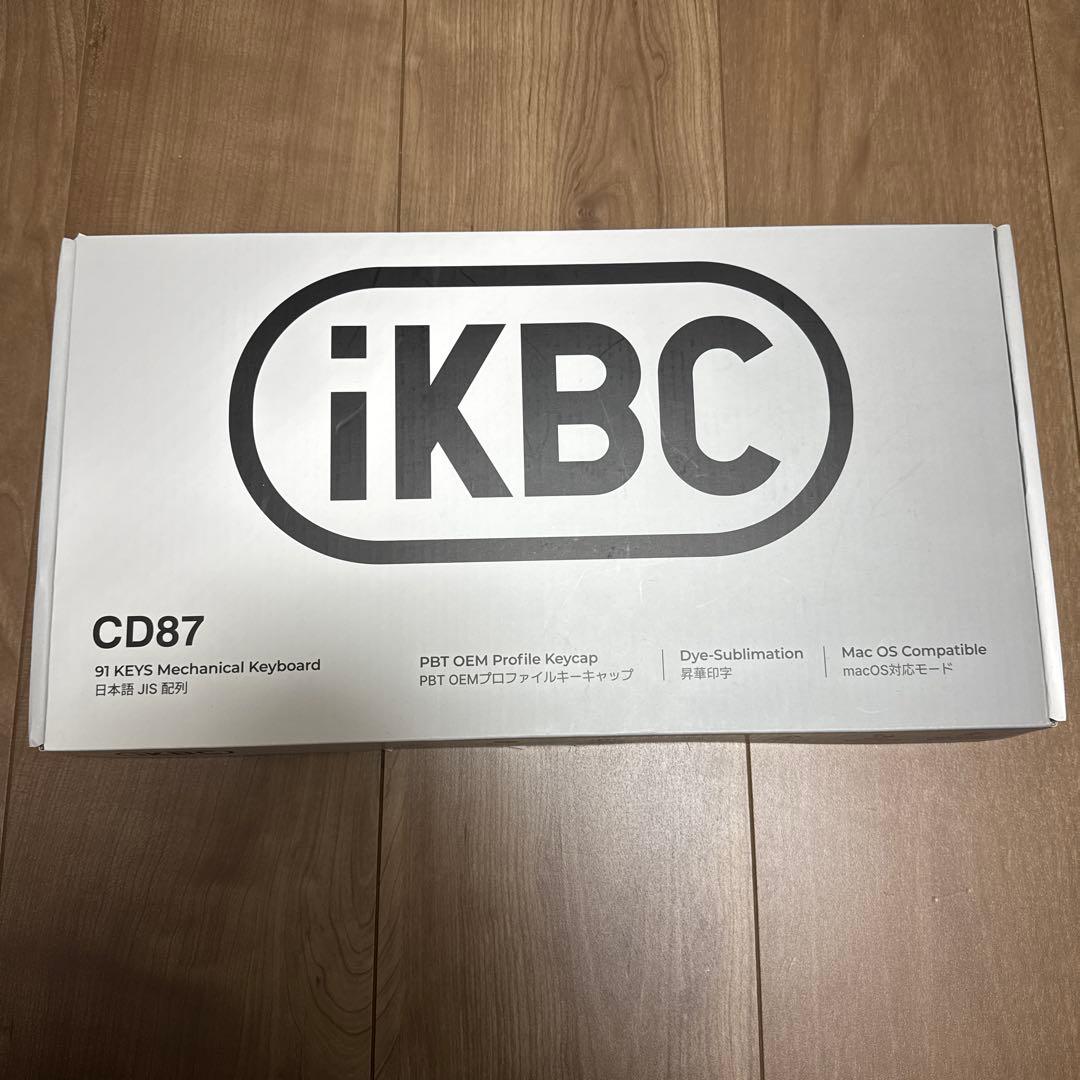 iKBC
CD87
91 KEYS Mechanical Keyboard
日本語 JIS 配列
PBT OEM Profile Keycap
PBT OEMプロファイルキーキャップ
Dye-Sublimation
昇華印字
Mac OS Compatible
macOS対応モード
iKBC